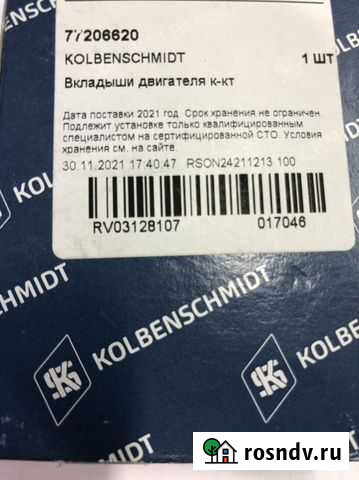 77206620
KOLBENSCHMIDT 1 ШТ
Вкладыши двигателя к-кт
Дата поставки 2021 год. Срок хранения не ограничен.
Подлежит установке только квалифицированным
специалистом на сертифицированной СТО. Условия
хранения см. на сайте.
30.11.2021 17:40:47 RSON24211213 100
RV03128107 017046
KOLBENSCHMIDT
KOLBENSCHMIDT
KOLBENSCHMIDT
KOLBENSCHMIDT
rosndv.ru